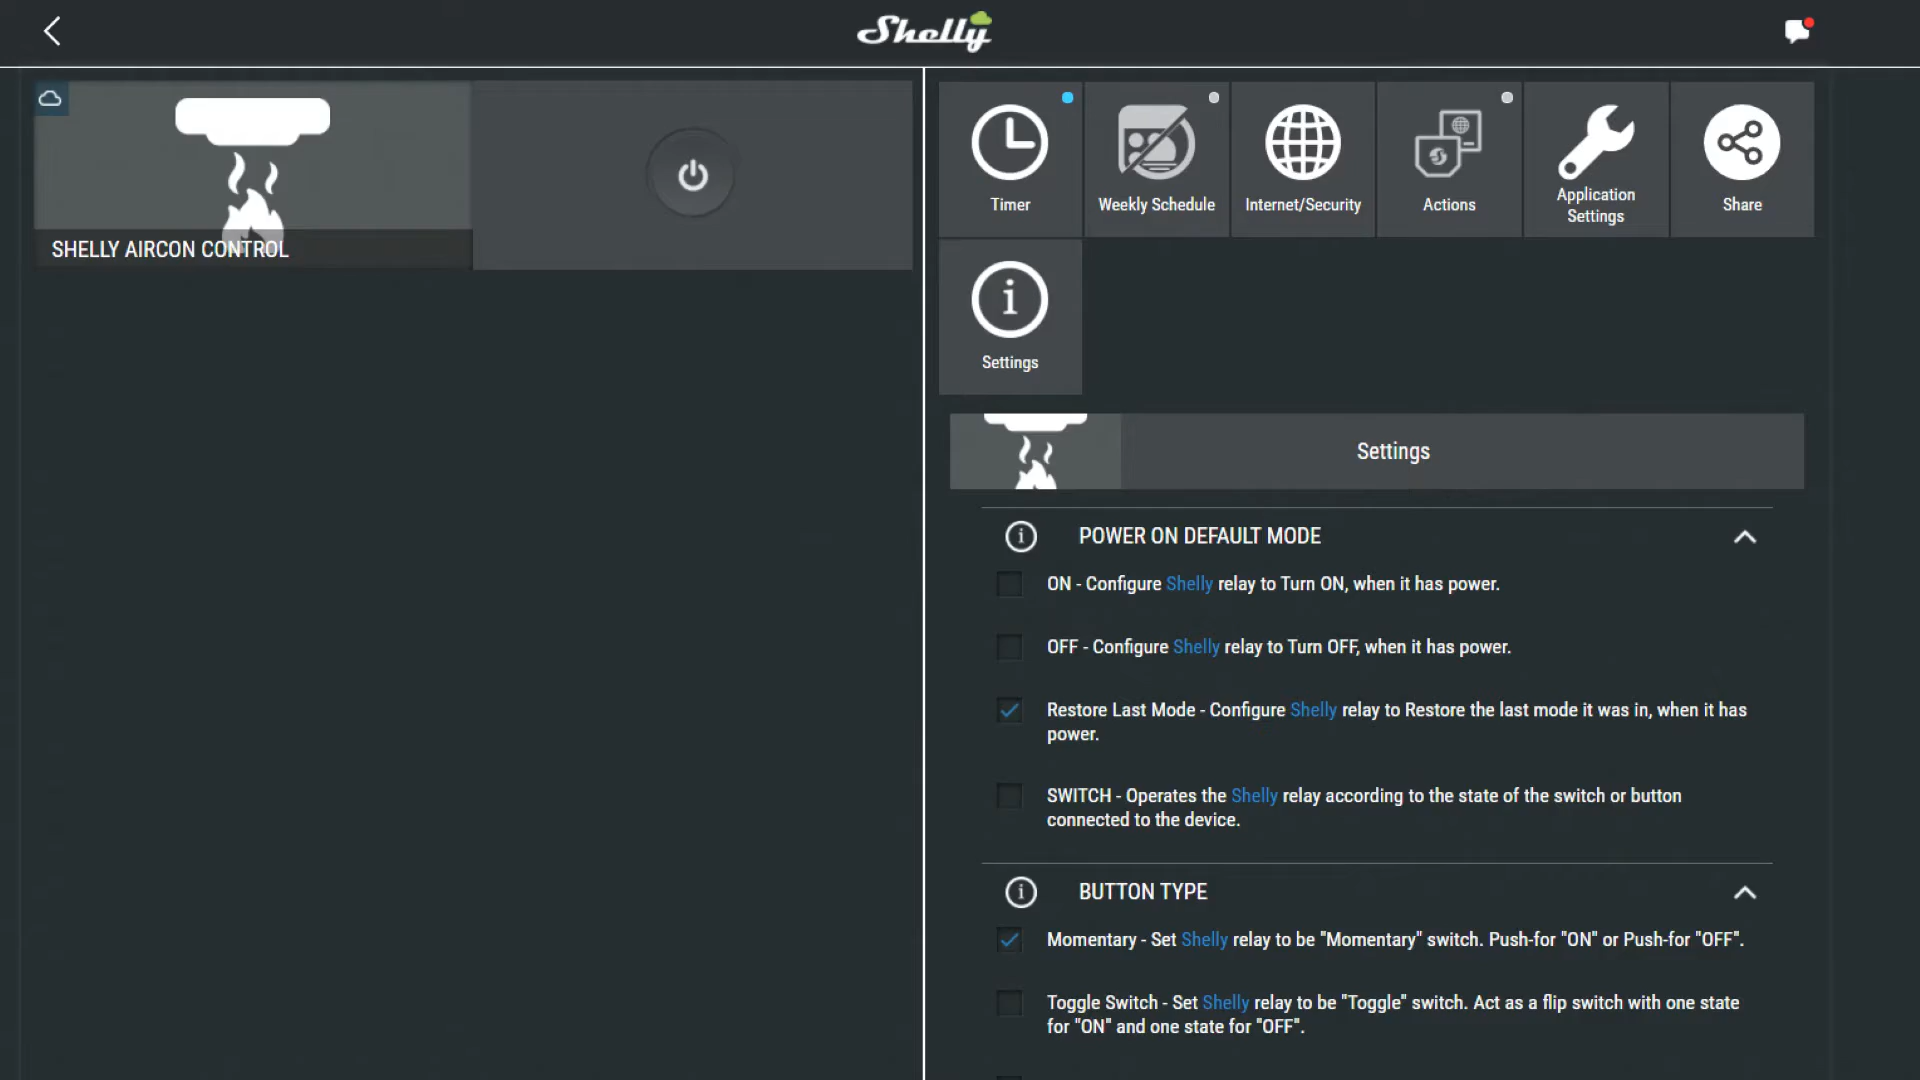 Shelly
SHELLY AIRCON CONTROL
Timer
Weekly Schedule
Internet/Security
Actions
Application
Settings
Share
Settings
Settings
POWER ON DEFAULT MODE
ON - Configure Shelly relay to Turn ON, when it has power.
OFF - Configure Shelly relay to Turn OFF, when it has power.
Restore Last Mode - Configure Shelly relay to Restore the last mode it was in, when it has
power.
SWITCH - Operates the Shelly relay according to the state of the switch or button
connected to the device.
BUTTON TYPE
Momentary - Set Shelly relay to be "Momentary" switch. Push-for "ON" or Push-for "OFF".
Toggle Switch - Set Shelly relay to be "Toggle" switch. Act as a flip switch with one state
for "ON" and one state for "OFF".